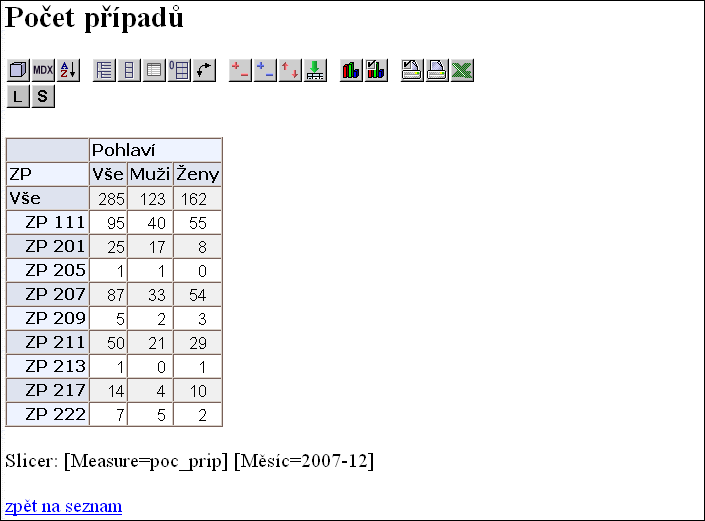 Počet případů
MDX A Z 0
L S
Pohlaví
ZP Vše Muži Ženy
Vše 285 123 162
ZP 111 95 40 55
ZP 201 25 17 8
ZP 205 1 1 0
ZP 207 87 33 54
ZP 209 5 2 3
ZP 211 50 21 29
ZP 213 1 0 1
ZP 217 14 4 10
ZP 222 7 5 2
Slicer: [Measure=poc_prip] [Měsíc=2007-12]
zpět na seznam